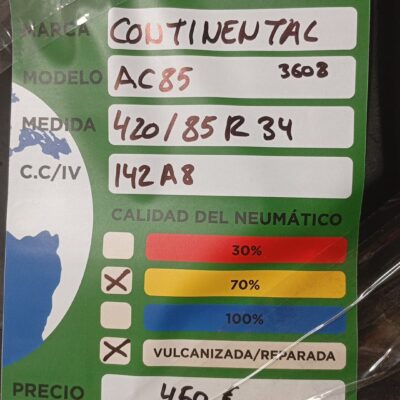 MARCA CONTINENTAL
MODELO AC85 3608
MEDIDA 420/85 R 34
C.C/IV 142 A8
CALIDAD DEL NEUMÁTICO
30%
X 70%
100%
X VULCANIZADA/REPARADA
PRECIO 450 €